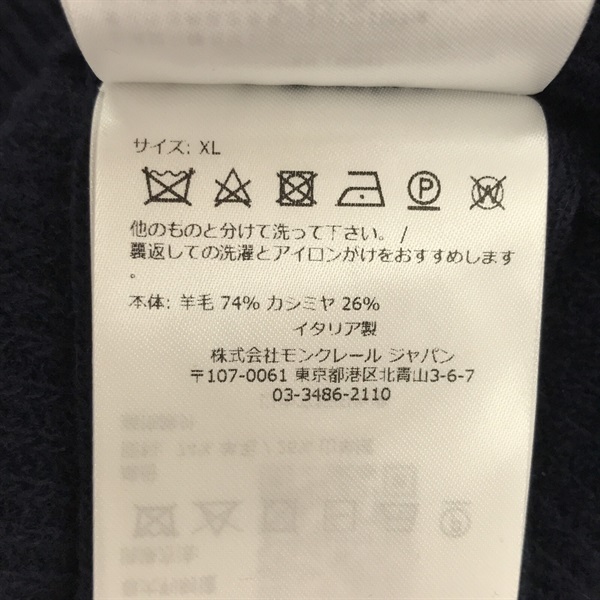 サイズ: XL
P
W
他のものと分けて洗って下さい。/
裏返しての洗濯とアイロンがけをおすすめします
。
本体: 羊毛 74% カシミヤ 26%
イタリア製
株式会社モンクレール ジャパン
〒107-0061 東京都港区北青山3-6-7
03-3486-2110